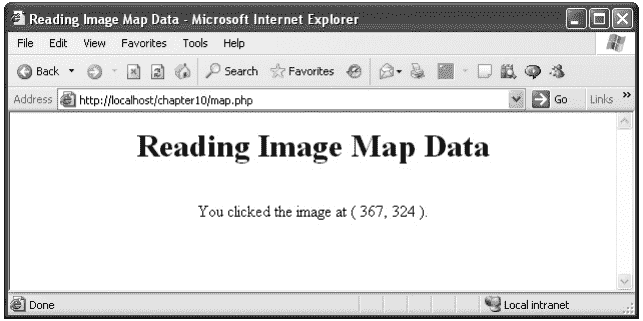 Reading Image Map Data - Microsoft Internet Explorer
File Edit View Favorites Tools Help
Back Search Favorites
Address http://localhost/chapter10/map.php Go Links »
Reading Image Map Data
You clicked the image at ( 367, 324 ).
Done Local intranet